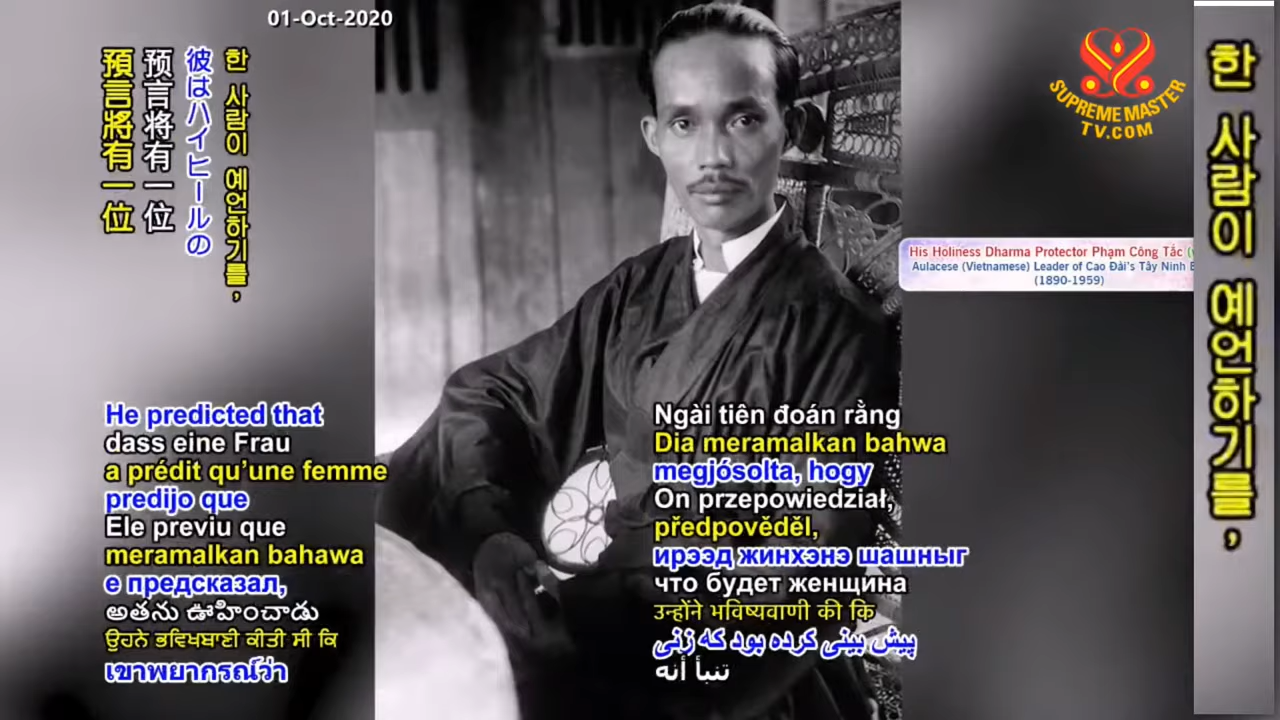 01-Oct-2020
한 사람이 예언하기를,
彼はハイヒールの
预言将有一位
預言將有一位
SUPREME MASTER
TV.COM
한 사람이 예언하기를,
His Holiness Dharma Protector Phạm Công Tắc
Aulacese (Vietnamese) Leader of Cao Đài's Tây Ninh
(1890-1959)
He predicted that
dass eine Frau
a prédit qu'une femme
predijo que
Ele previu que
meramalkan bahawa
е предсказал,
అతను ఊహించాడు
ਉਹਨੇ ਭਵਿਖਬਾਣੀ ਕੀਤੀ ਸੀ ਕਿ
เขาพยากรณ์ว่า
Ngài tiên đoán rằng
Dia meramalkan bahwa
megjósolta, hogy
On przepowiedział,
předpověděl,
ирээд жинхэнэ шашныг
что будет женщина
उन्होंने भविष्यवाणी की कि
پیش بینی کرده بود که زنی
تنبأ أنه